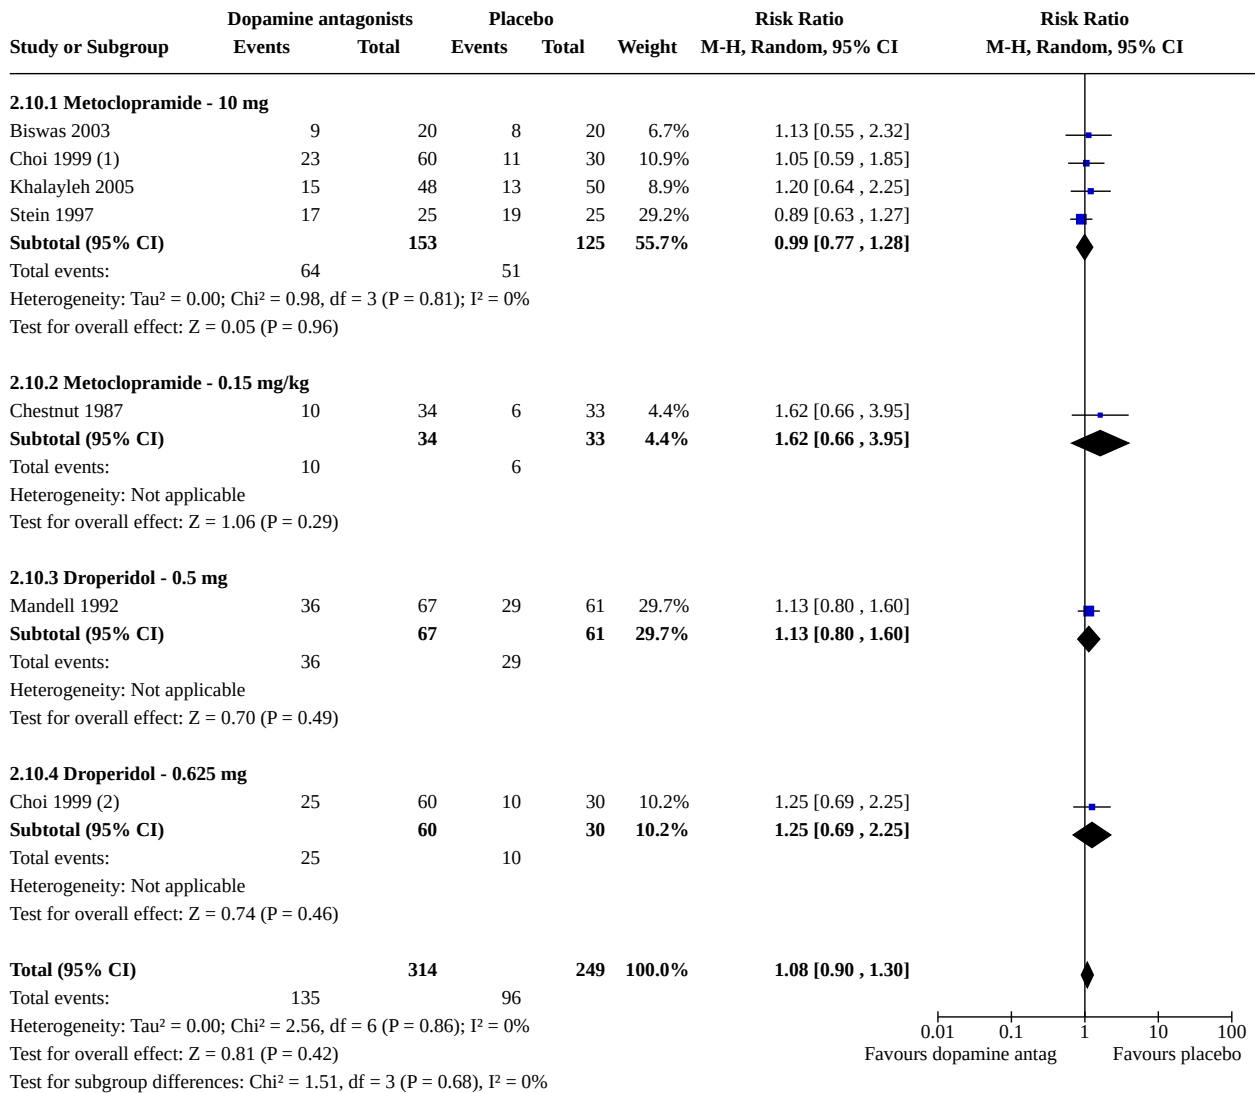 Dopamine antagonists Placebo Risk Ratio Risk Ratio
Study or Subgroup Events Total Events Total Weight M-H, Random, 95% CI M-H, Random, 95% CI
2.10.1 Metoclopramide - 10 mg
Biswas 2003 9 20 8 20 6.7% 1.13 [0.55 , 2.32]
Choi 1999 (1) 23 60 11 30 10.9% 1.05 [0.59 , 1.85]
Khalayleh 2005 15 48 13 50 8.9% 1.20 [0.64 , 2.25]
Stein 1997 17 25 19 25 29.2% 0.89 [0.63 , 1.27]
Subtotal (95% CI) 153 125 55.7% 0.99 [0.77 , 1.28]
Total events: 64 51
Heterogeneity: Tau² = 0.00; Chi² = 0.98, df = 3 (P = 0.81); I² = 0%
Test for overall effect: Z = 0.05 (P = 0.96)
2.10.2 Metoclopramide - 0.15 mg/kg
Chestnut 1987 10 34 6 33 4.4% 1.62 [0.66 , 3.95]
Subtotal (95% CI) 34 33 4.4% 1.62 [0.66 , 3.95]
Total events: 10 6
Heterogeneity: Not applicable
Test for overall effect: Z = 1.06 (P = 0.29)
2.10.3 Droperidol - 0.5 mg
Mandell 1992 36 67 29 61 29.7% 1.13 [0.80 , 1.60]
Subtotal (95% CI) 67 61 29.7% 1.13 [0.80 , 1.60]
Total events: 36 29
Heterogeneity: Not applicable
Test for overall effect: Z = 0.70 (P = 0.49)
2.10.4 Droperidol - 0.625 mg
Choi 1999 (2) 25 60 10 30 10.2% 1.25 [0.69 , 2.25]
Subtotal (95% CI) 60 30 10.2% 1.25 [0.69 , 2.25]
Total events: 25 10
Heterogeneity: Not applicable
Test for overall effect: Z = 0.74 (P = 0.46)
Total (95% CI) 314 249 100.0% 1.08 [0.90 , 1.30]
Total events: 135 96
Heterogeneity: Tau² = 0.00; Chi² = 2.56, df = 6 (P = 0.86); I² = 0%
0.01 0.1 1 10 100
Test for overall effect: Z = 0.81 (P = 0.42) Favours dopamine antag Favours placebo
Test for subgroup differences: Chi² = 1.51, df = 3 (P = 0.68), I² = 0%